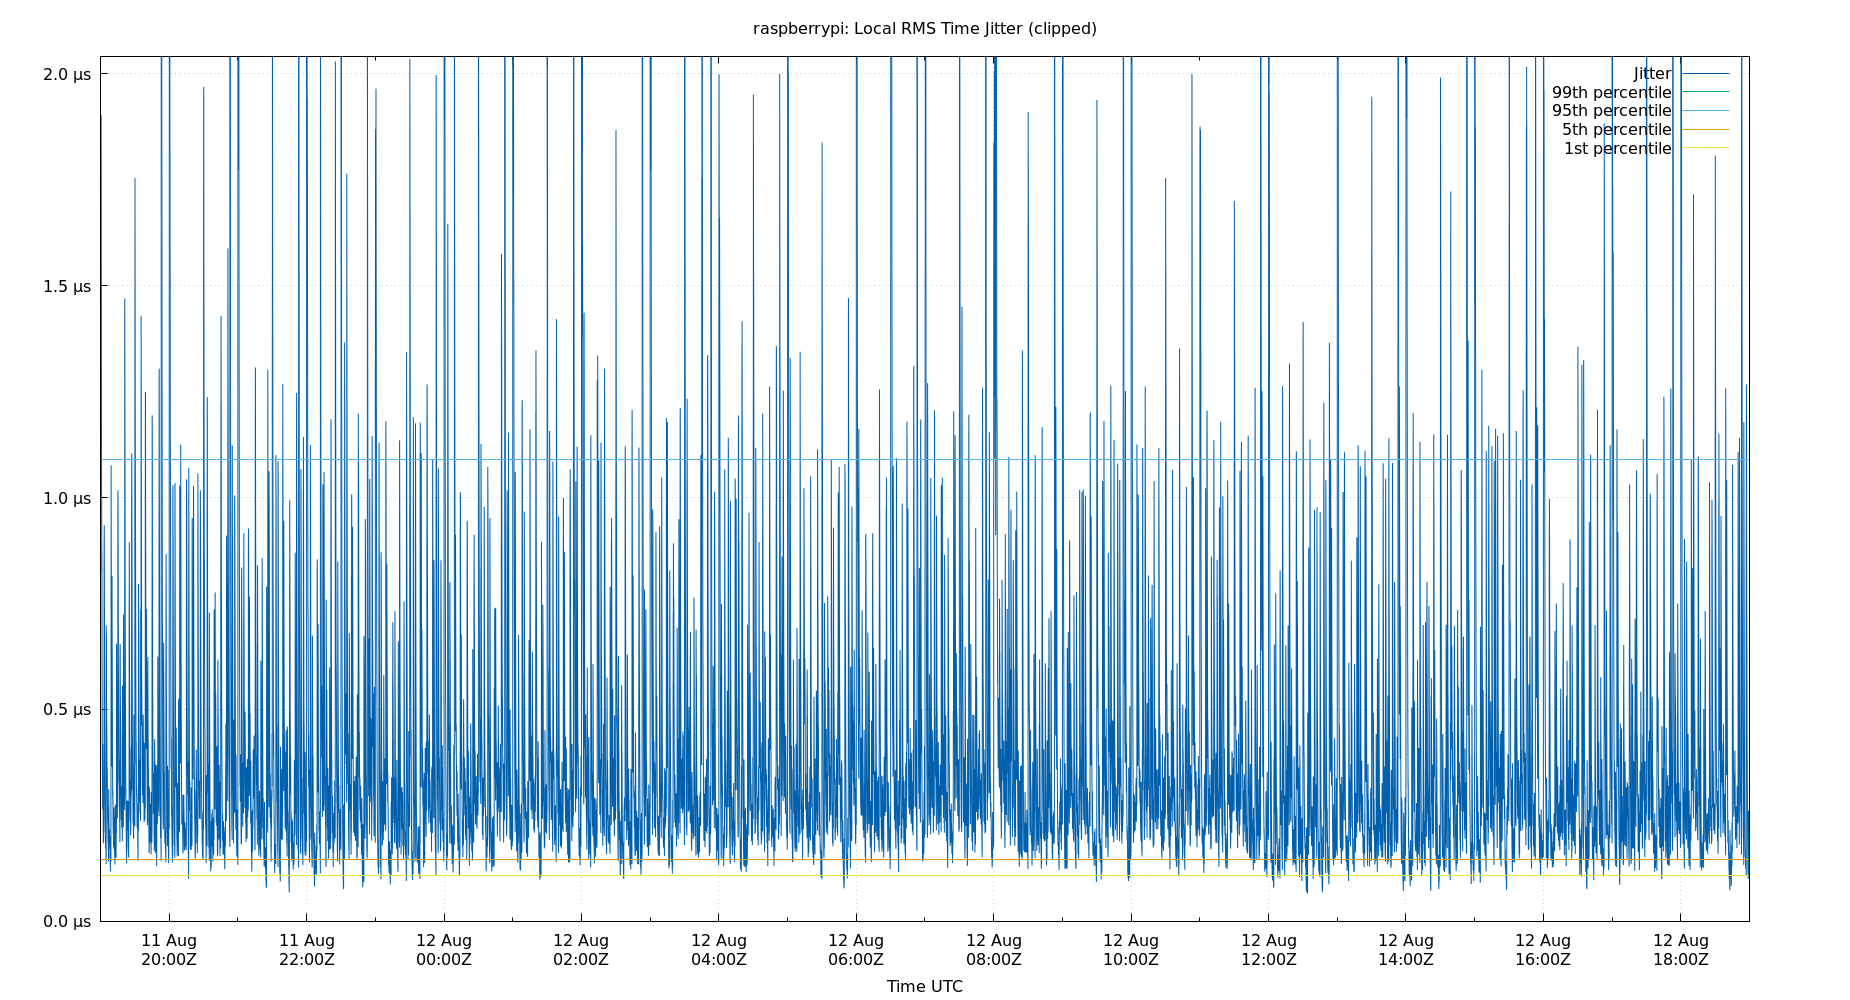 raspberrypi: Local RMS Time Jitter (clipped)
2.0 μs
1.5 μs
1.0 μs
0.5 μs
0.0 μs
Jitter
99th percentile
95th percentile
5th percentile
1st percentile
11 Aug 11 Aug 12 Aug 12 Aug 12 Aug 12 Aug 12 Aug 12 Aug 12 Aug 12 Aug 12 Aug 12 Aug
20:00Z 22:00Z 00:00Z 02:00Z 04:00Z 06:00Z 08:00Z 10:00Z 12:00Z 14:00Z 16:00Z 18:00Z
Time UTC